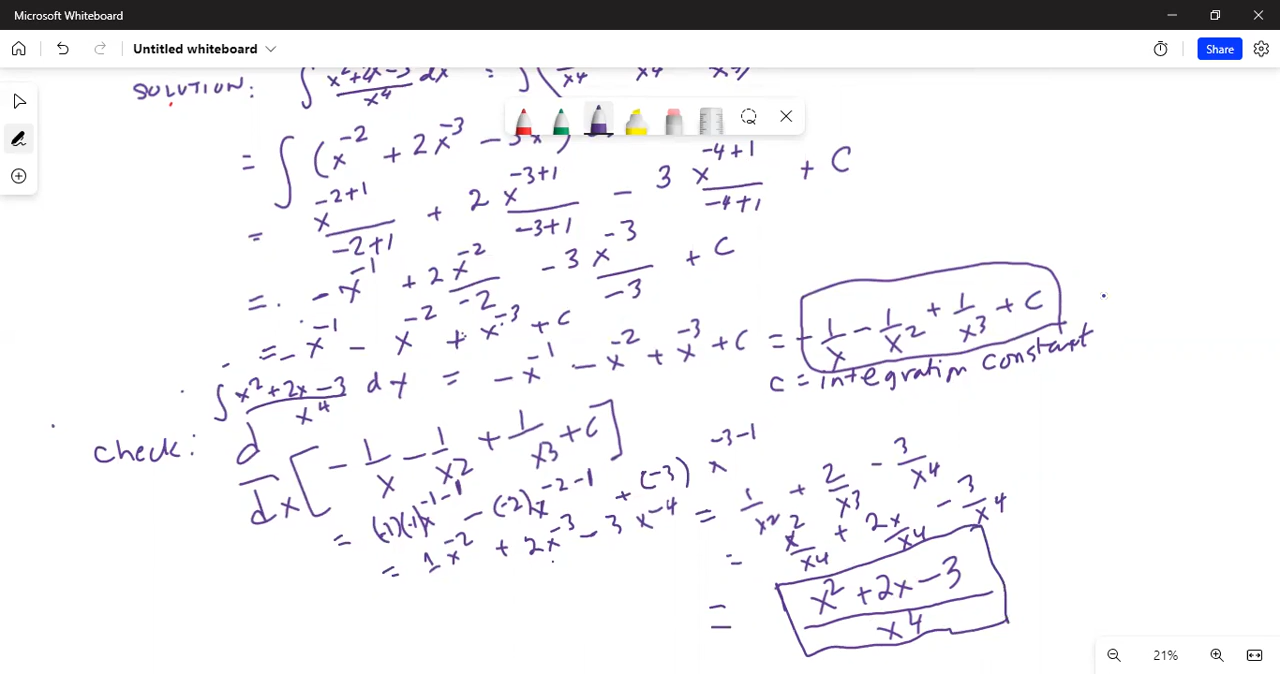 Microsoft Whiteboard
Untitled whiteboard
Share
SOLUTION: ∫ x² + 2x - 3 / x⁴ dx = ∫ ( / x⁴ x⁴
= ∫ (x⁻² + 2x⁻³ - 3x
= x⁻²⁺¹/-2+1 + 2 x⁻³⁺¹/-3+1 - 3 x⁻⁴⁺¹/-4+1 + C
= - x⁻¹ + 2 x⁻²/-2 - 3 x⁻³/-3 + C
= - x⁻¹ - x⁻² + x⁻³ + C
∫ x² + 2x - 3 / x⁴ dx = - x⁻¹ - x⁻² + x⁻³ + C = - 1/x - 1/x² + 1/x³ + C
C = integration constant
Check: d/dx [ - 1/x - 1/x² + 1/x³ + C ]
= (-1)(-1)x⁻¹⁻¹ - (-2)x⁻²⁻¹ + (-3) x⁻³⁻¹
= 1x⁻² + 2x⁻³ - 3x⁻⁴ = 1/x² + 2/x³ - 3/x⁴
= x²/x⁴ + 2x/x⁴ - 3/x⁴
= x² + 2x - 3 / x⁴
21%